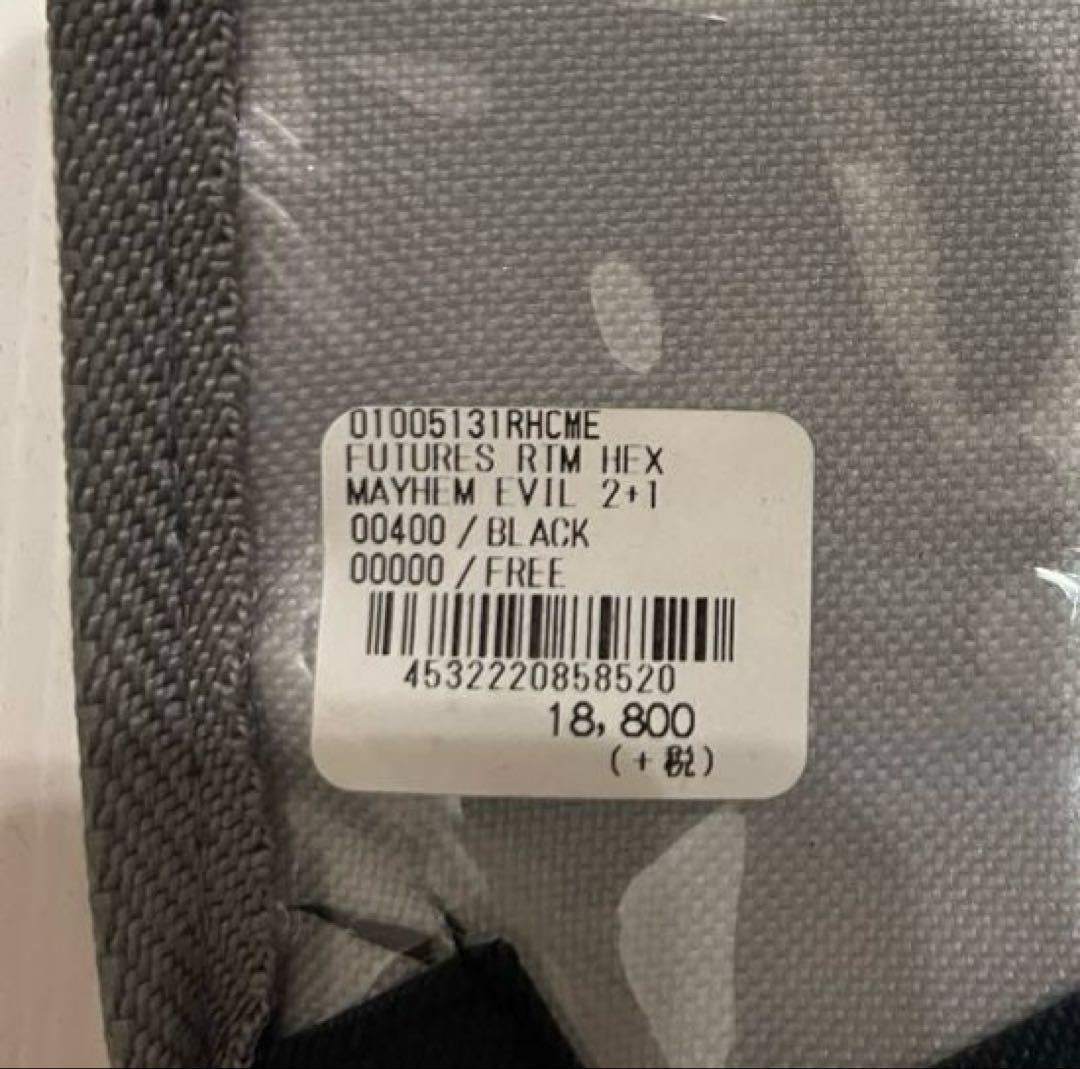 01005131RHCME
FUTURES RTM HEX
MAYHEM EVIL 2+1
00400 / BLACK
00000 / FREE
4532220858520
18,800
(+税)